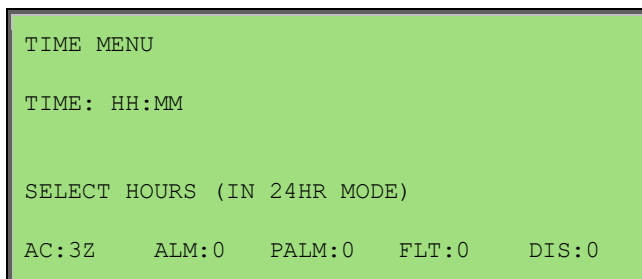 TIME MENU
TIME: HH:MM
SELECT HOURS (IN 24HR MODE)
AC:3Z ALM:0 PALM:0 FLT:0 DIS:0